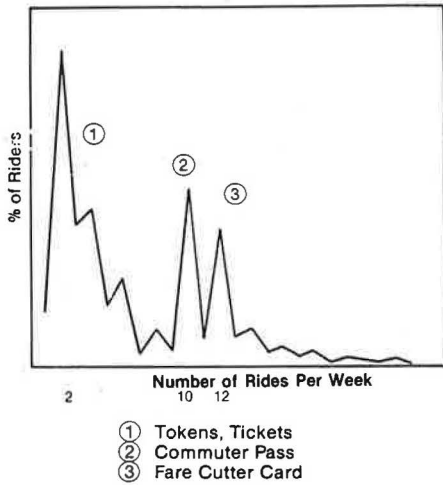 % of Riders
①
②
③
Number of Rides Per Week
2 10 12
① Tokens, Tickets
② Commuter Pass
③ Fare Cutter Card